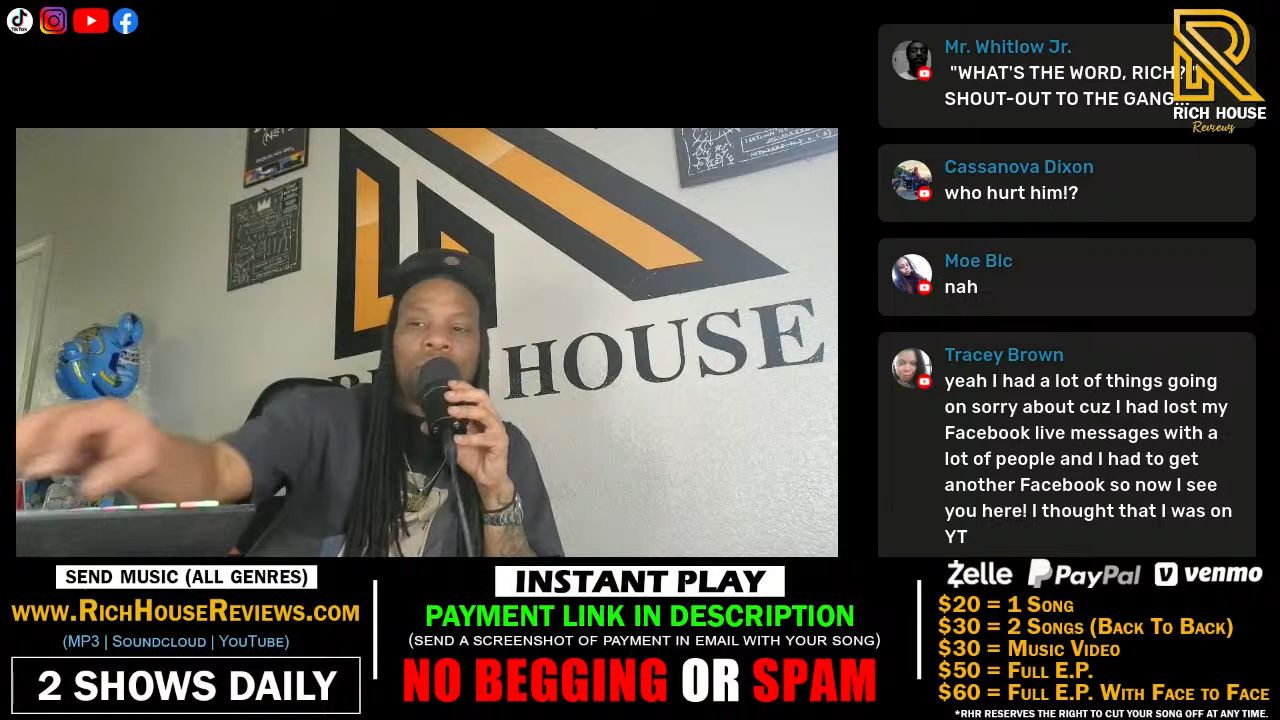 TikTok
Mr. Whitlow Jr.
"WHAT'S THE WORD, RICH?"
SHOUT-OUT TO THE GANG...
RICH HOUSE
Reviews
Cassanova Dixon
who hurt him!?
Moe Blc
nah
Tracey Brown
yeah I had a lot of things going
on sorry about cuz I had lost my
Facebook live messages with a
lot of people and I had to get
another Facebook so now I see
you here! I thought that I was on
YT
HOUSE
SEND MUSIC (ALL GENRES)
www.RichHouseReviews.com
(MP3 | SoundCloud | YouTube)
2 SHOWS DAILY
INSTANT PLAY
PAYMENT LINK IN DESCRIPTION
(SEND A SCREENSHOT OF PAYMENT IN EMAIL WITH YOUR SONG)
NO BEGGING OR SPAM
Zelle PayPal venmo
$20 = 1 Song
$30 = 2 Songs (Back To Back)
$30 = Music Video
$50 = Full E.P.
$60 = Full E.P. With Face to Face
*RHR RESERVES THE RIGHT TO CUT YOUR SONG OFF AT ANY TIME.